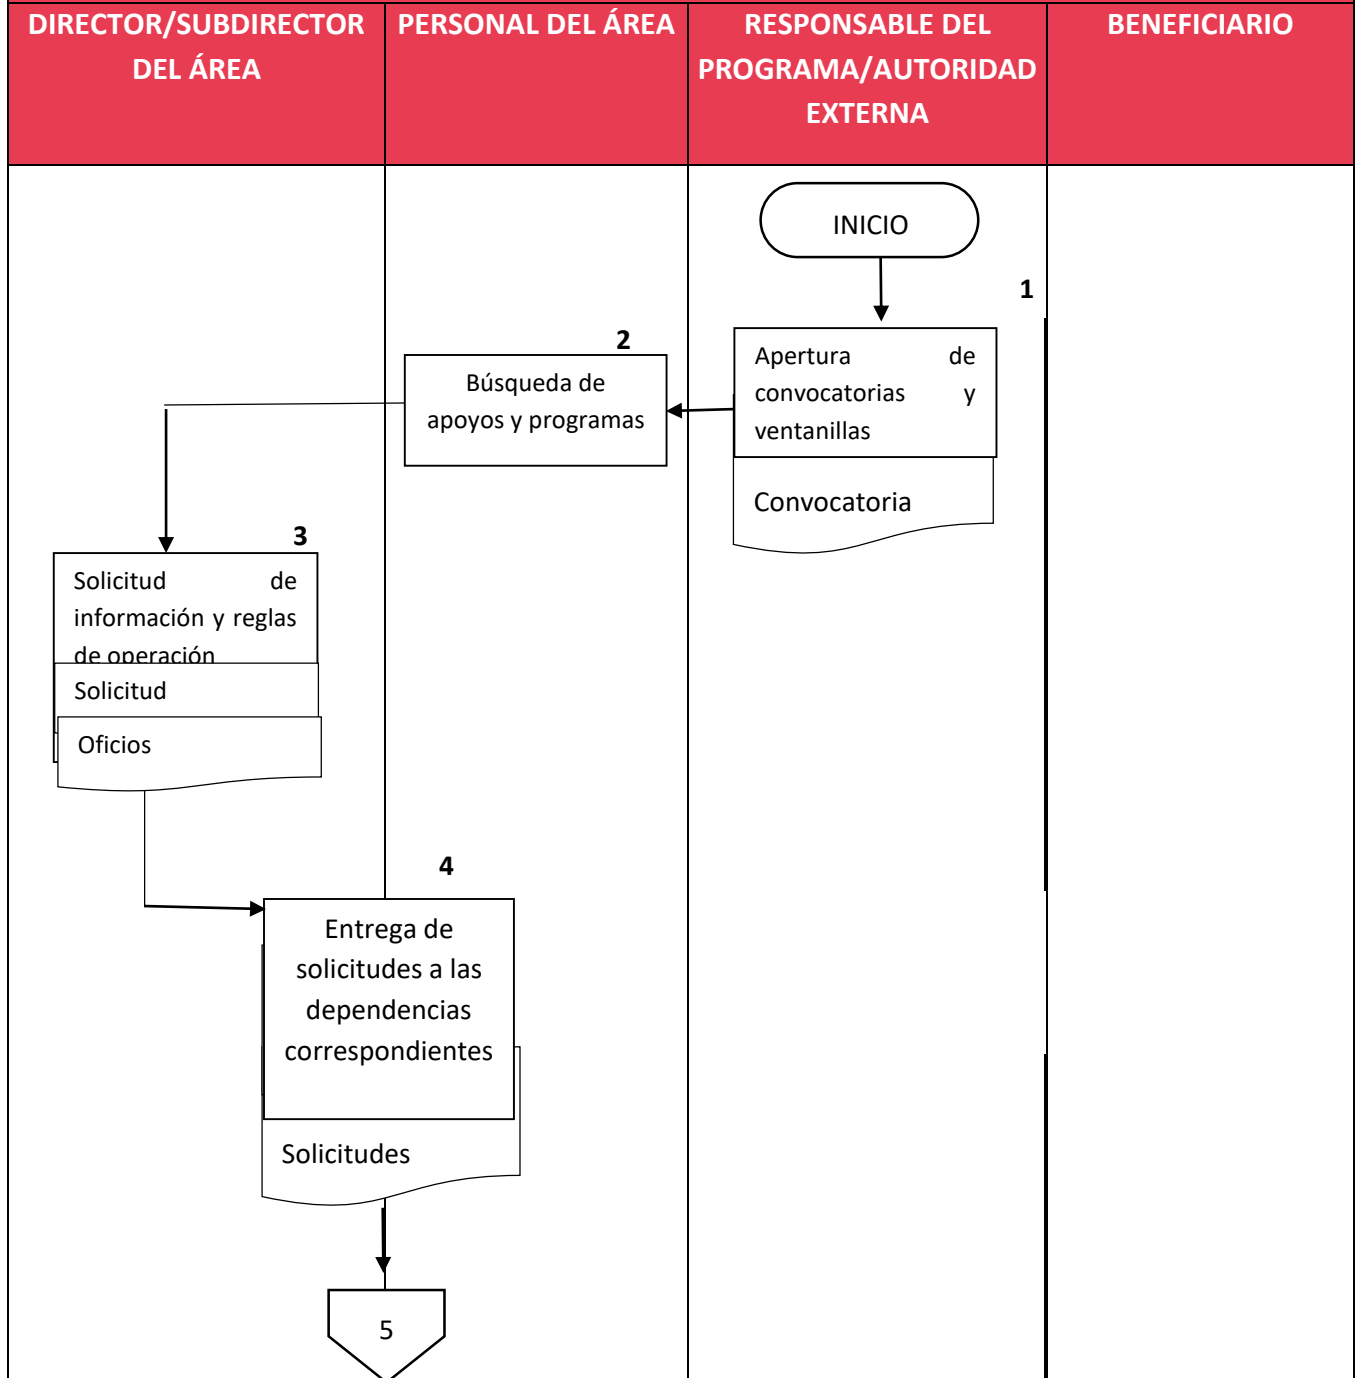 DIRECTOR/SUBDIRECTOR
DEL ÁREA
PERSONAL DEL ÁREA
RESPONSABLE DEL
PROGRAMA/AUTORIDAD
EXTERNA
BENEFICIARIO
INICIO
1
Apertura de
convocatorias y
ventanillas
Convocatoria
2
Búsqueda de
apoyos y programas
3
Solicitud de
información y reglas
de operación
Solicitud
Oficios
4
Entrega de
solicitudes a las
dependencias
correspondientes
Solicitudes
5